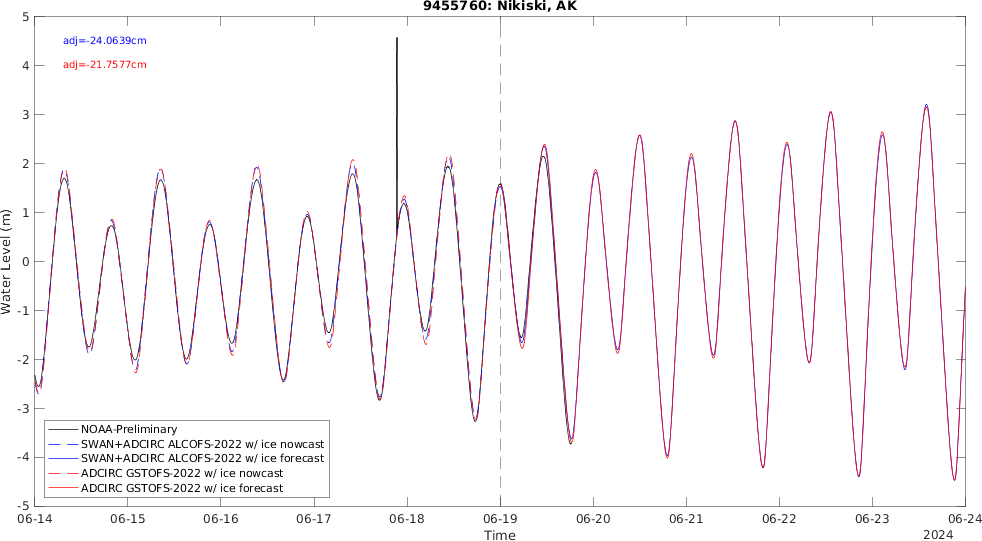 9455760: Nikiski, AK
adj=-24.0639cm
adj=-21.7577cm
Water Level (m)
5
4
3
2
1
0
-1
-2
-3
-4
-5
NOAA-Preliminary
SWAN+ADCIRC ALCOFS-2022 w/ ice nowcast
SWAN+ADCIRC ALCOFS-2022 w/ ice forecast
ADCIRC GSTOFS-2022 w/ ice nowcast
ADCIRC GSTOFS-2022 w/ ice forecast
06-14 06-15 06-16 06-17 06-18 06-19 06-20 06-21 06-22 06-23 06-24
Time
2024